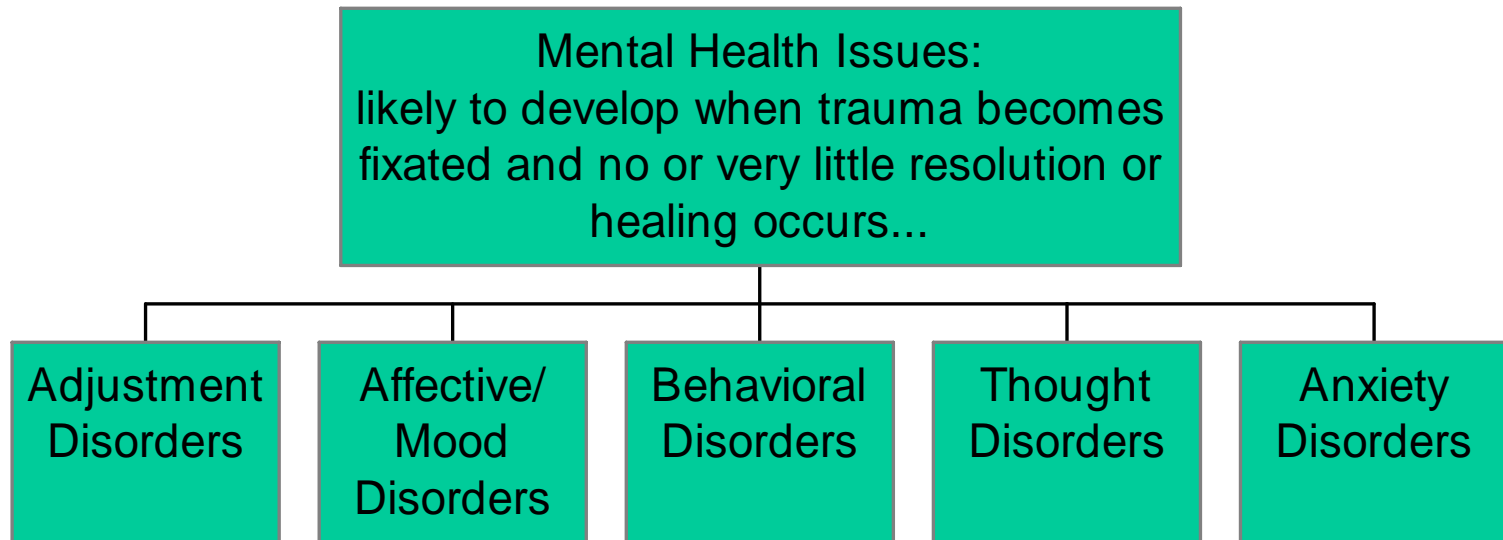 Mental Health Issues:
likely to develop when trauma becomes
fixated and no or very little resolution or
healing occurs...
Adjustment
Disorders
Affective/
Mood
Disorders
Behavioral
Disorders
Thought
Disorders
Anxiety
Disorders